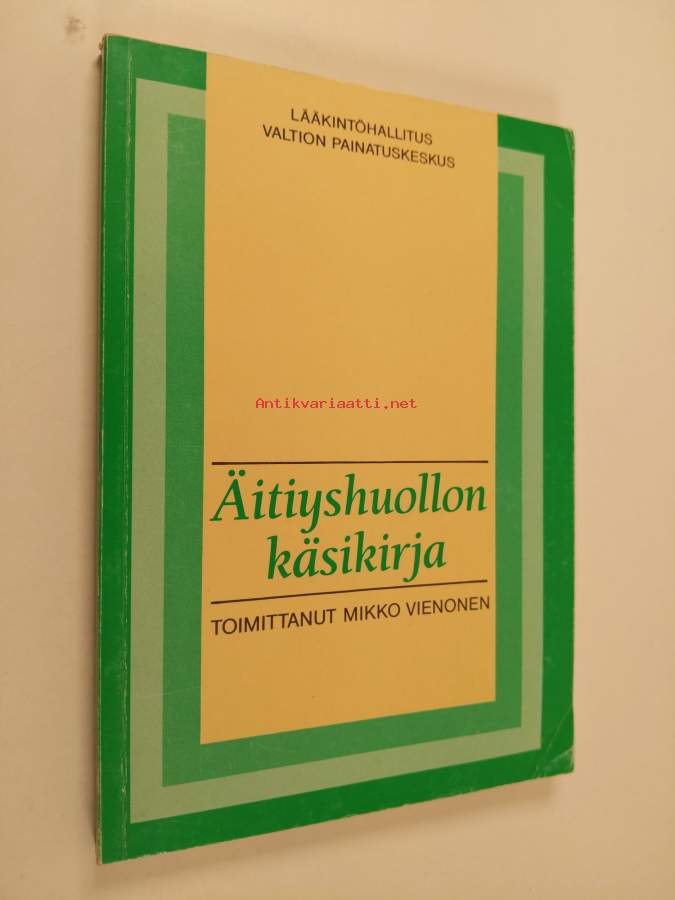 LÄÄKINTÖHALLITUS
VALTION PAINATUSKESKUS
Antikvariaatti.net
Äitiyshuollon
käsikirja
TOIMITTANUT MIKKO VIENONEN